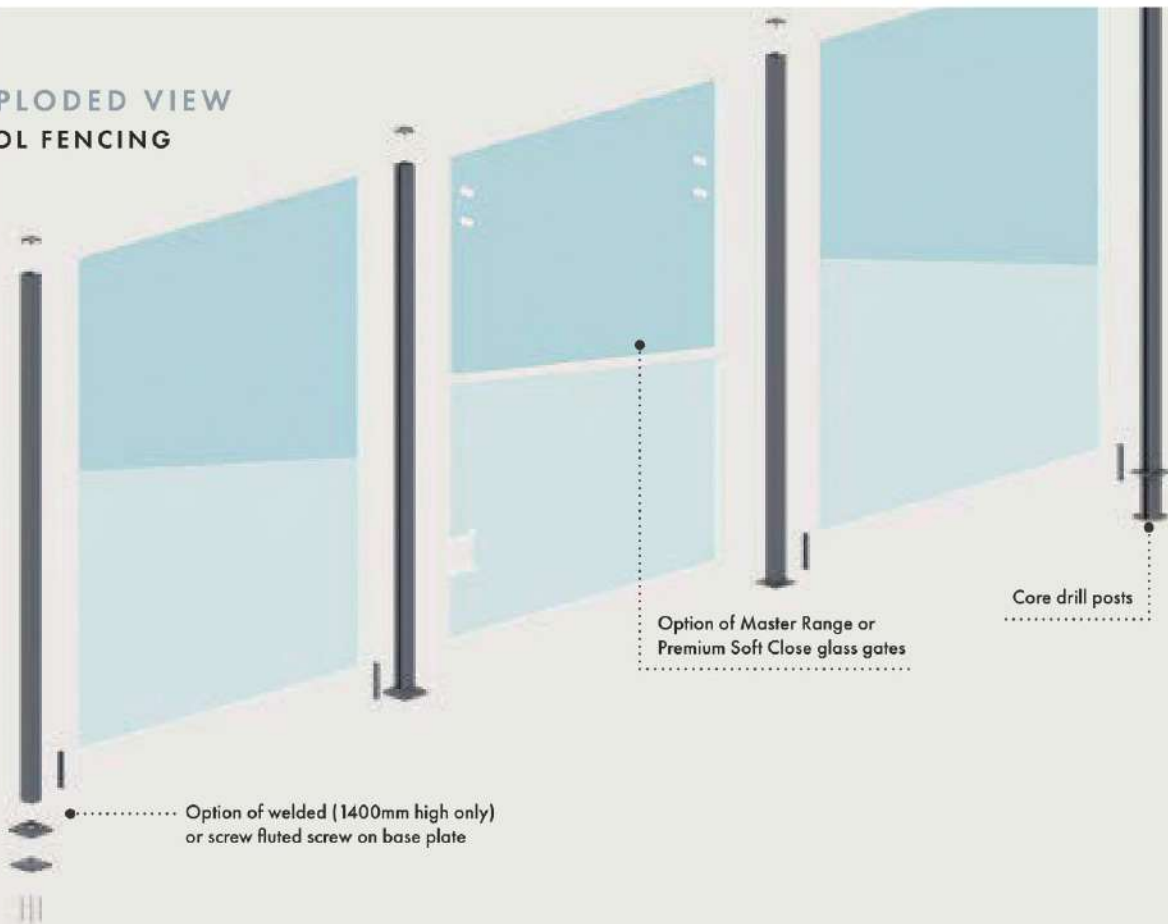 PLODED VIEW
OL FENCING
Option of Master Range or
Premium Soft Close glass gates
Core drill posts
Option of welded (1400mm high only)
or screw fluted screw on base plate